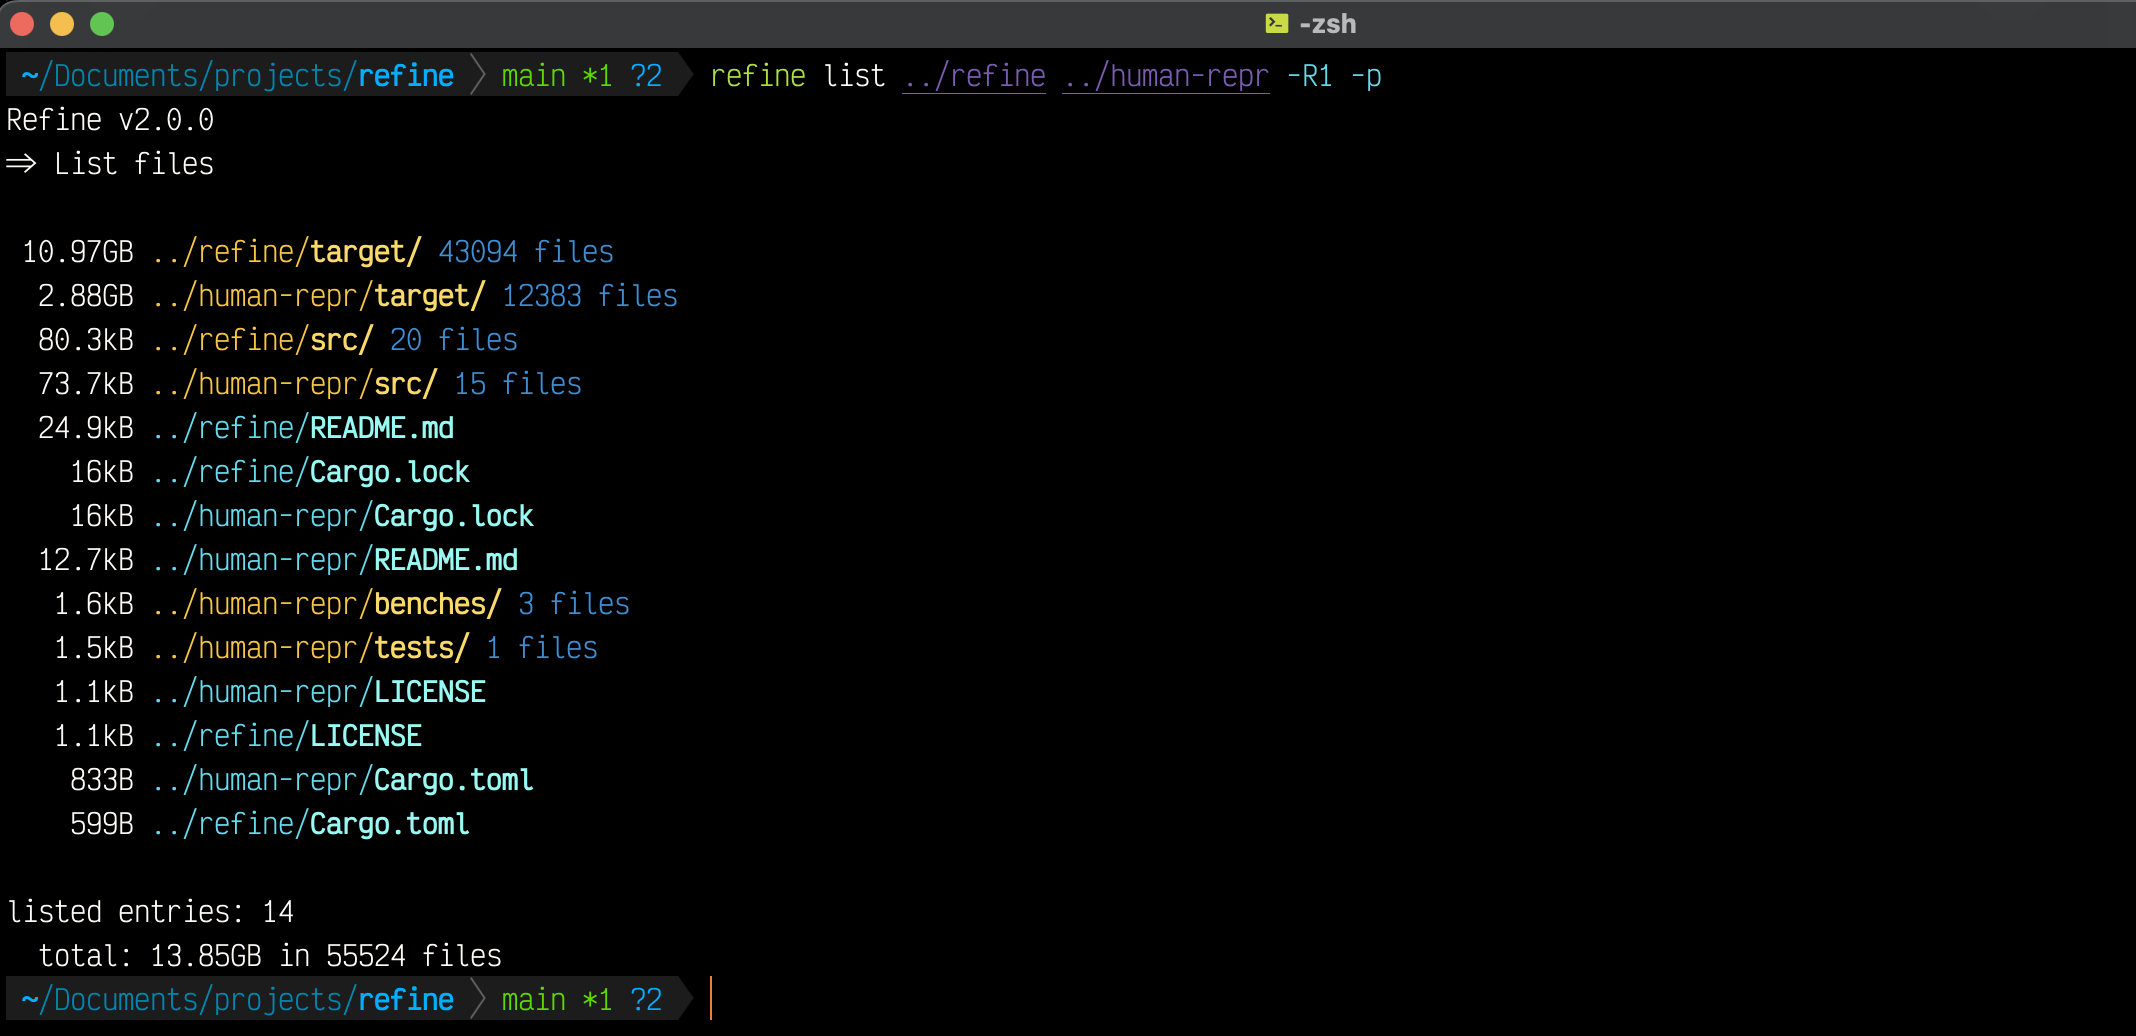 -zsh
~/Documents/projects/refine main *1 ?2 refine list ../refine ../human-repr -R1 -p
Refine v2.0.0
=> List files
10.97GB ../refine/target/ 43094 files
2.88GB ../human-repr/target/ 12383 files
80.3kB ../refine/src/ 20 files
73.7kB ../human-repr/src/ 15 files
24.9kB ../refine/README.md
16kB ../refine/Cargo.lock
16kB ../human-repr/Cargo.lock
12.7kB ../human-repr/README.md
1.6kB ../human-repr/benches/ 3 files
1.5kB ../human-repr/tests/ 1 files
1.1kB ../human-repr/LICENSE
1.1kB ../refine/LICENSE
833B ../human-repr/Cargo.toml
599B ../refine/Cargo.toml
listed entries: 14
total: 13.85GB in 55524 files
~/Documents/projects/refine main *1 ?2